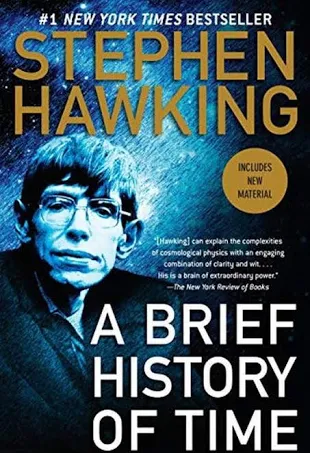 #1 NEW YORK TIMES BESTSELLER
STEPHEN
HAWKING
INCLUDES
NEW
MATERIAL
"[Hawking] can explain the complexities
of cosmological physics with an engaging
combination of clarity and wit. . . .
His is a brain of extraordinary power."
—The New York Review of Books
A BRIEF
HISTORY
OF TIME